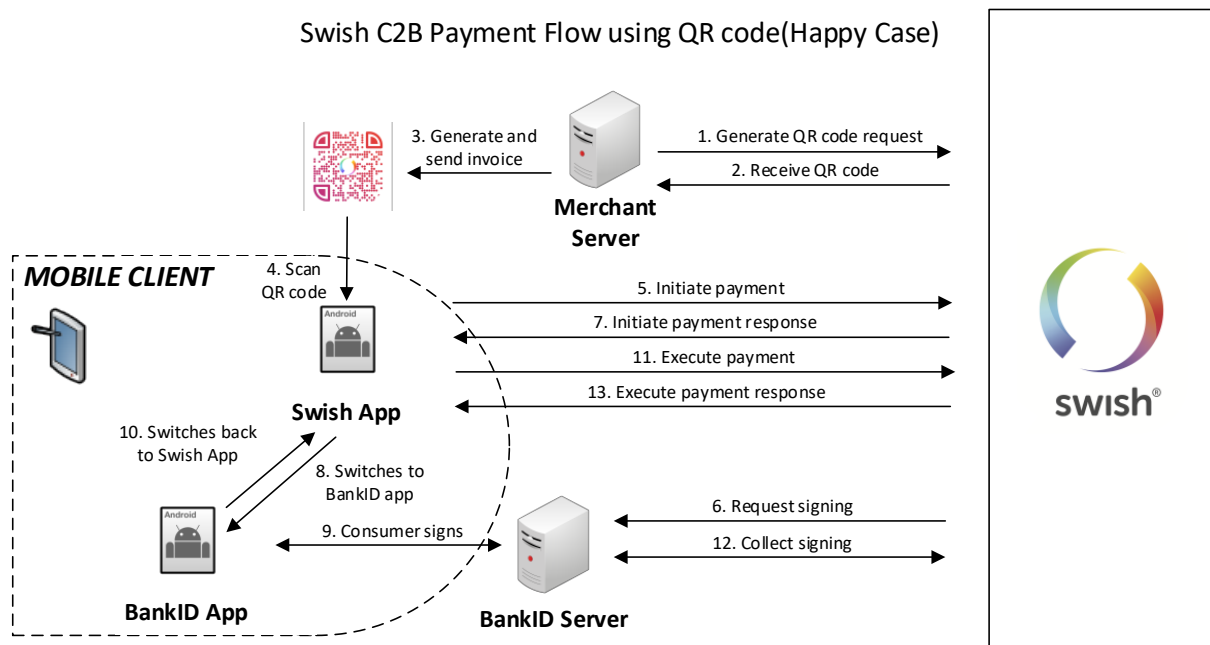 Swish C2B Payment Flow using QR code(Happy Case)
3. Generate and
send invoice
1. Generate QR code request
2. Receive QR code
Merchant
Server
MOBILE CLIENT
4. Scan
QR code
5. Initiate payment
Android
7. Initiate payment response
11. Execute payment
13. Execute payment response
Swish App
swish®
10. Switches back
to Swish App
8. Switches to
BankID app
Android
6. Request signing
9. Consumer signs
12. Collect signing
BankID App
BankID Server